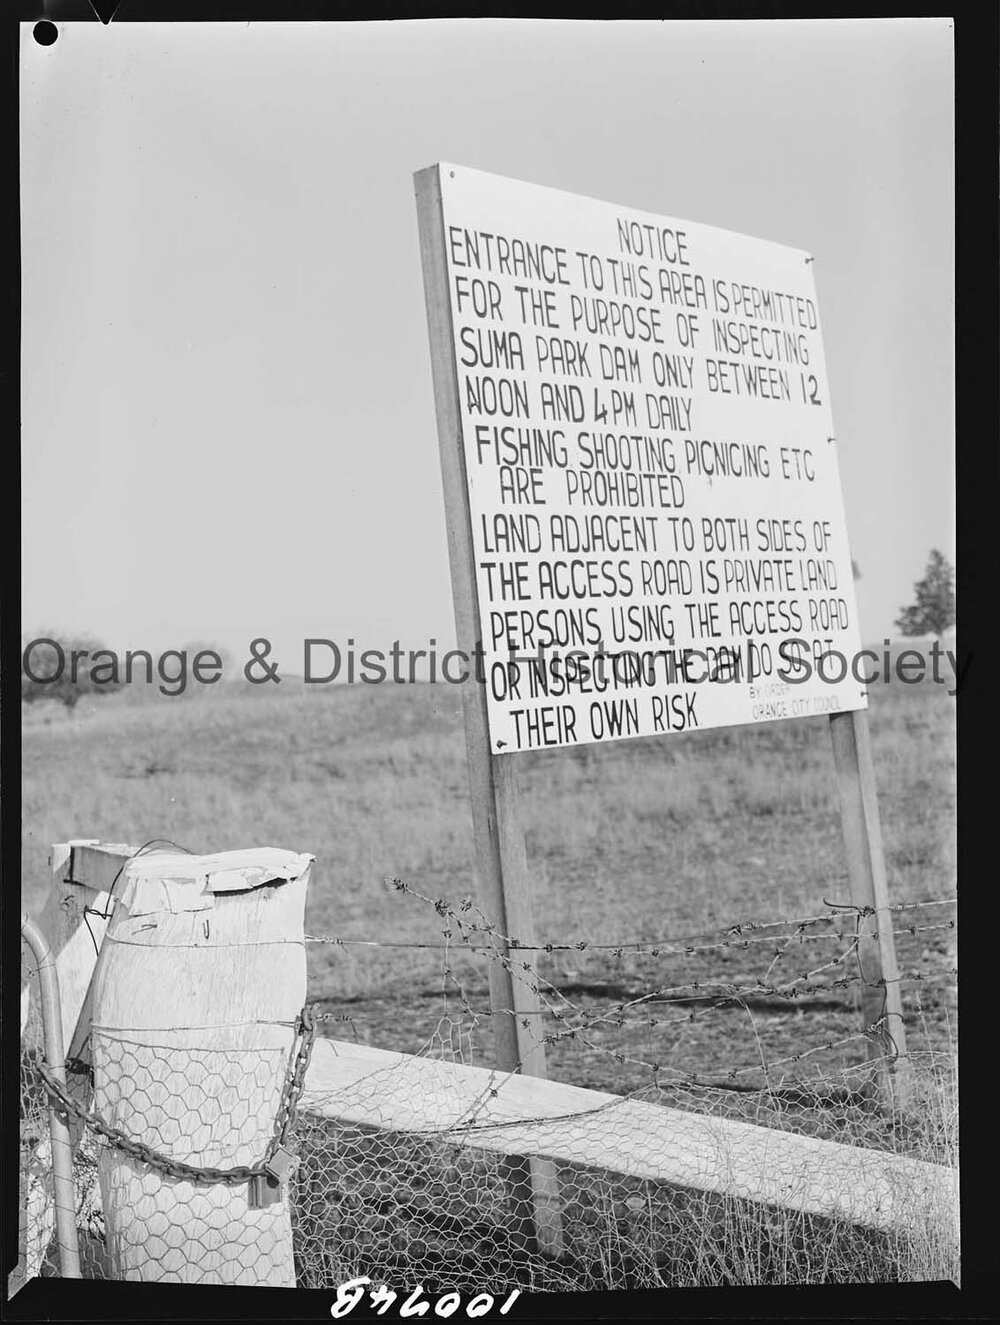 NOTICE
ENTRANCE TO THIS AREA IS PERMITTED
FOR THE PURPOSE OF INSPECTING
SUMA PARK DAM ONLY BETWEEN 12
NOON AND 4PM DAILY
FISHING SHOOTING PICNICING ETC
ARE PROHIBITED
LAND ADJACENT TO BOTH SIDES OF
THE ACCESS ROAD IS PRIVATE LAND
PERSONS USING THE ACCESS ROAD
OR INSPECTING THE DAM DO SO AT
THEIR OWN RISK
BY ORDER
ORANGE CITY COUNCIL
Orange & District Historical Society